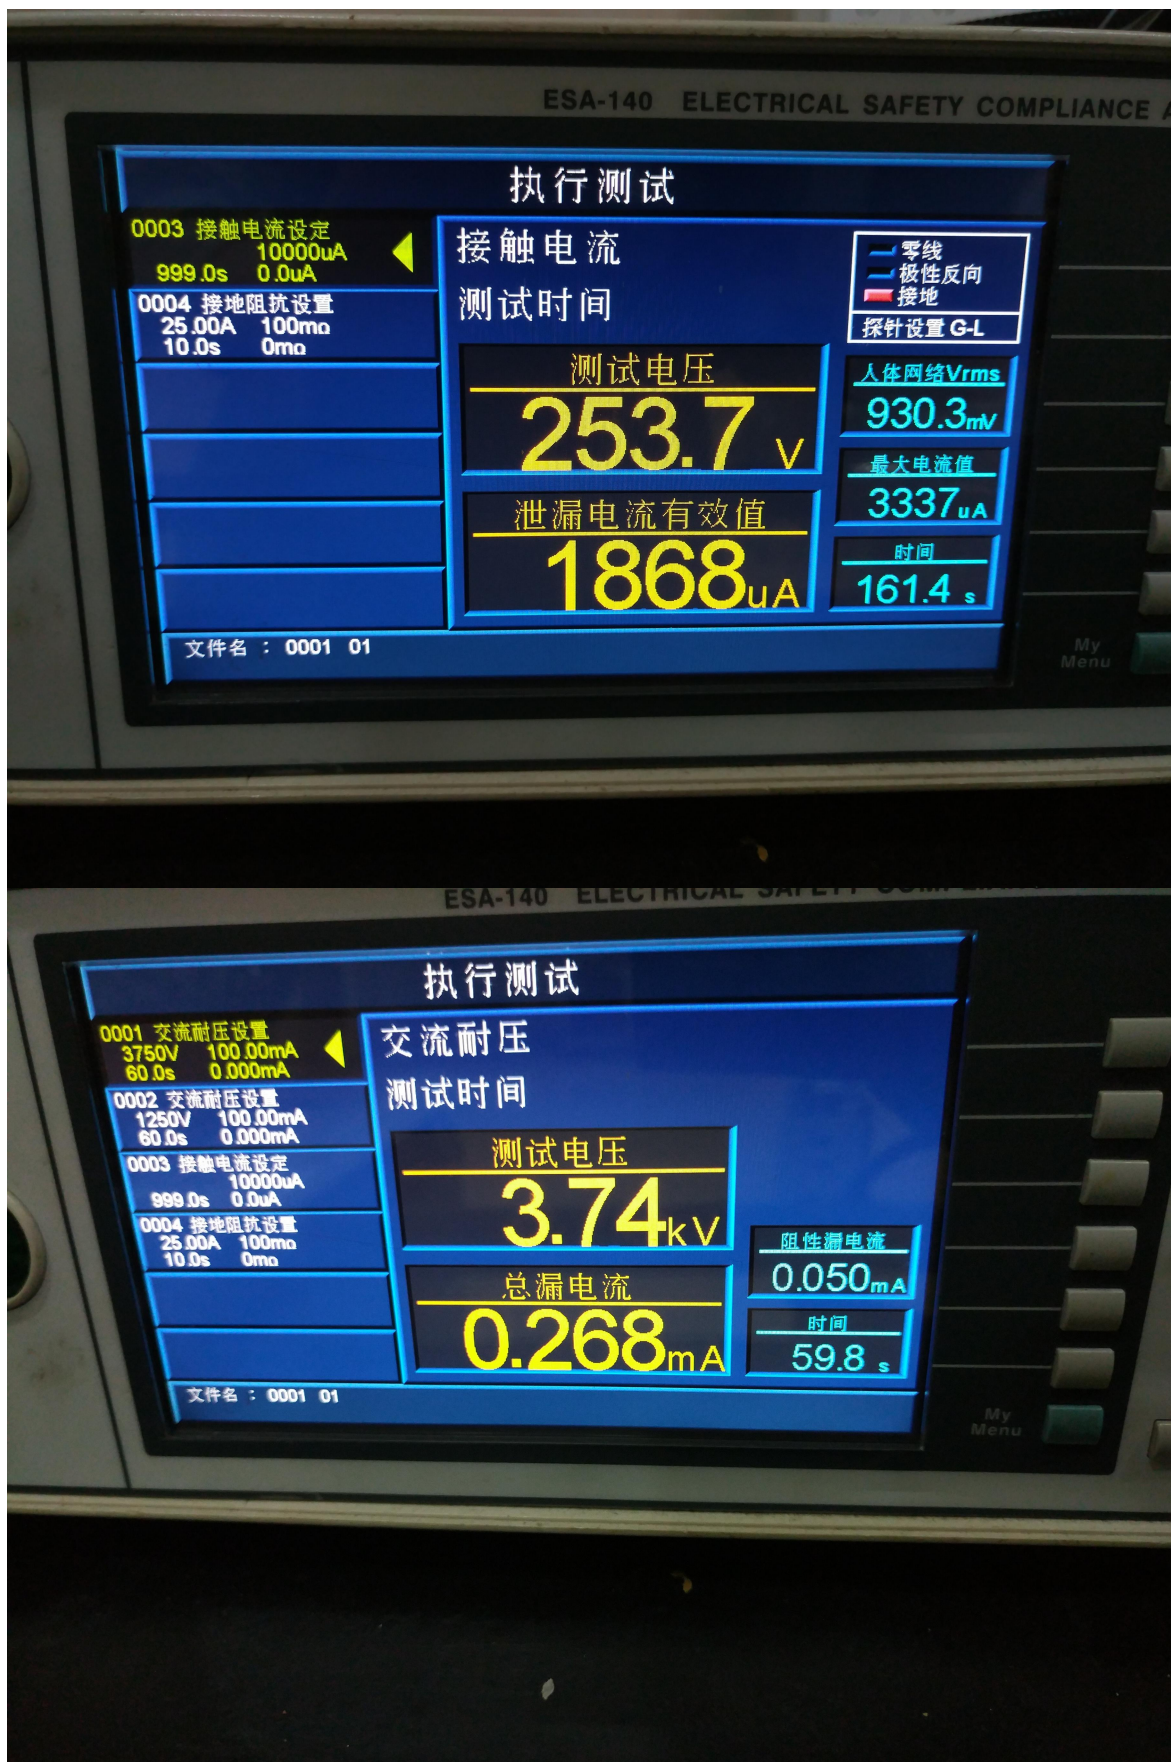 ESA-140 ELECTRICAL SAFETY COMPLIANCE A
执行测试
0003 接触电流设定
10000uA
999.0s 0.0uA
0004 接地阻抗设置
25.00A 100mΩ
10.0s 0mΩ
接触电流
测试时间
零线
极性反向
接地
探针设置 G-L
测试电压
253.7 V
泄漏电流有效值
1868uA
人体网络Vrms
930.3mV
最大电流值
3337uA
时间
161.4 s
文件名 : 0001 01
My
Menu
ESA-140 ELECTRICAL SAFETY
执行测试
0001 交流耐压设置
3750V 100.00mA
60.0s 0.000mA
0002 交流耐压设置
1250V 100.00mA
60.0s 0.000mA
0003 接触电流设定
10000uA
999.0s 0.0uA
0004 接地阻抗设置
25.00A 100mΩ
10.0s 0mΩ
交流耐压
测试时间
测试电压
3.74kV
总漏电流
0.268mA
阻性漏电流
0.050mA
时间
59.8 s
文件名 : 0001 01
My
Menu